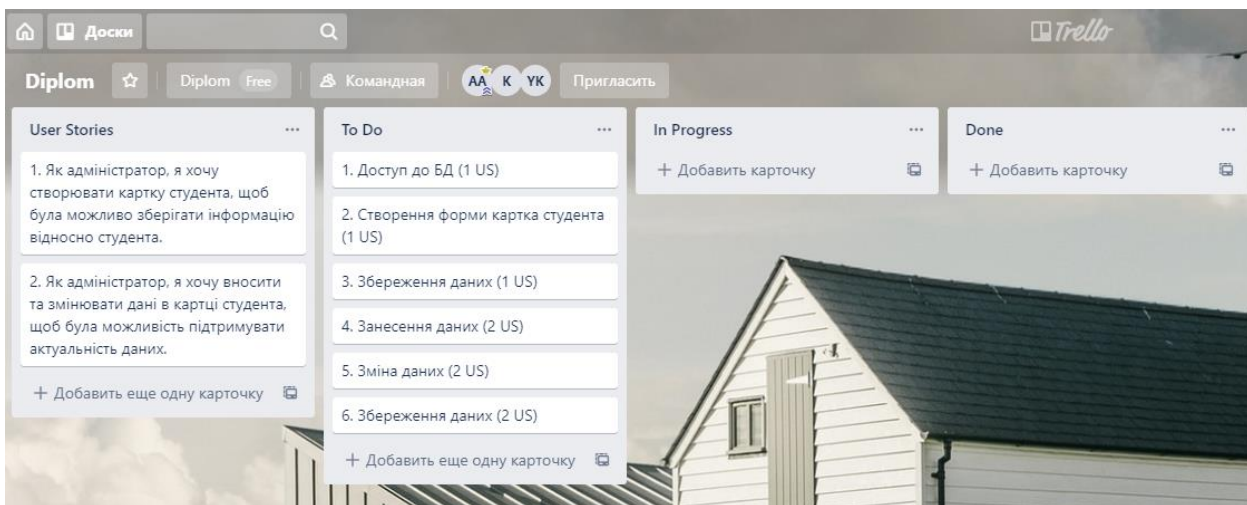 Доски
Trello
Diplom
Diplom Free
Командная
AA K YK
Пригласить
User Stories
1. Як адміністратор, я хочу
створювати картку студента, щоб
була можливо зберігати інформацію
відносно студента.
2. Як адміністратор, я хочу вносити
та змінювати дані в картці студента,
щоб була можливість підтримувати
актуальність даних.
+ Добавить еще одну карточку
To Do
1. Доступ до БД (1 US)
2. Створення форми картка студента
(1 US)
3. Збереження даних (1 US)
4. Занесення даних (2 US)
5. Зміна даних (2 US)
6. Збереження даних (2 US)
+ Добавить еще одну карточку
In Progress
+ Добавить карточку
Done
+ Добавить карточку